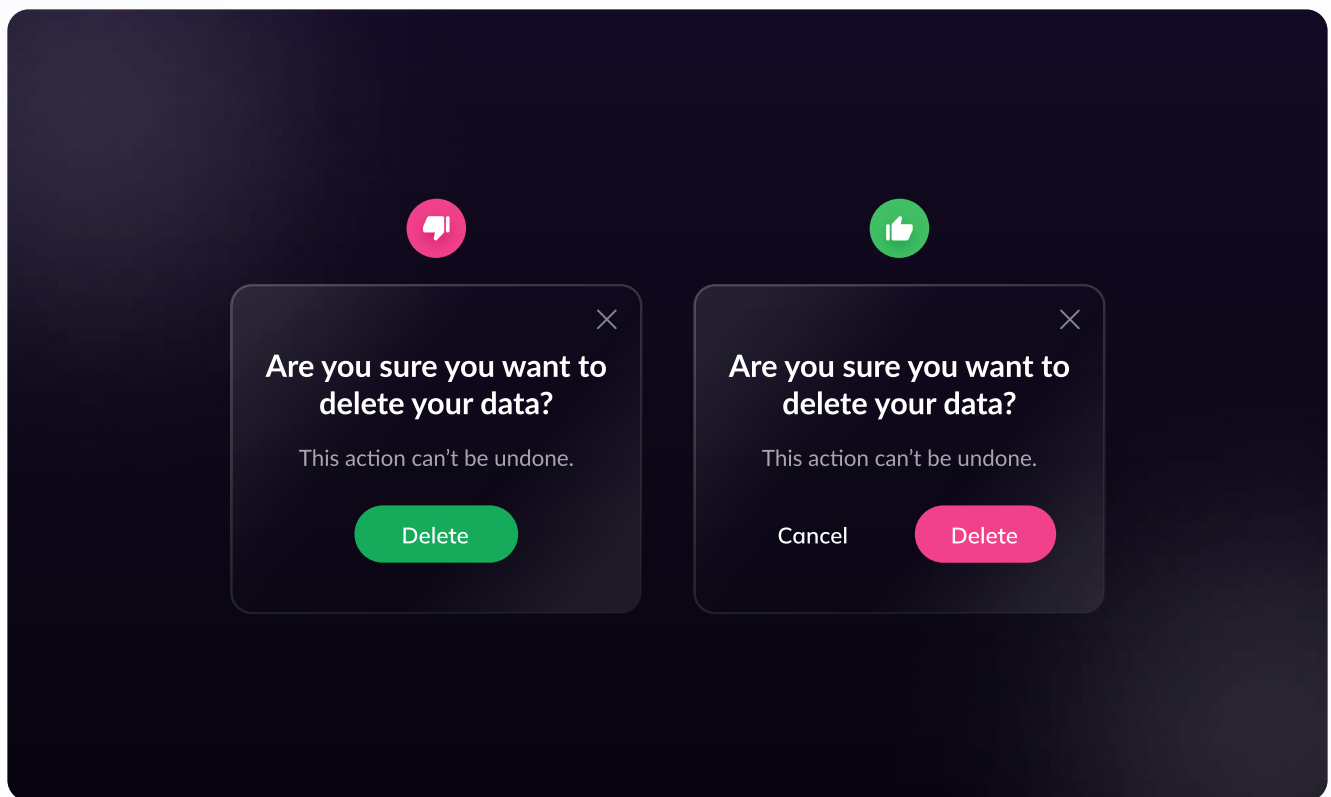 Are you sure you want to
delete your data?
This action can’t be undone.
Delete
Are you sure you want to
delete your data?
This action can’t be undone.
Cancel
Delete